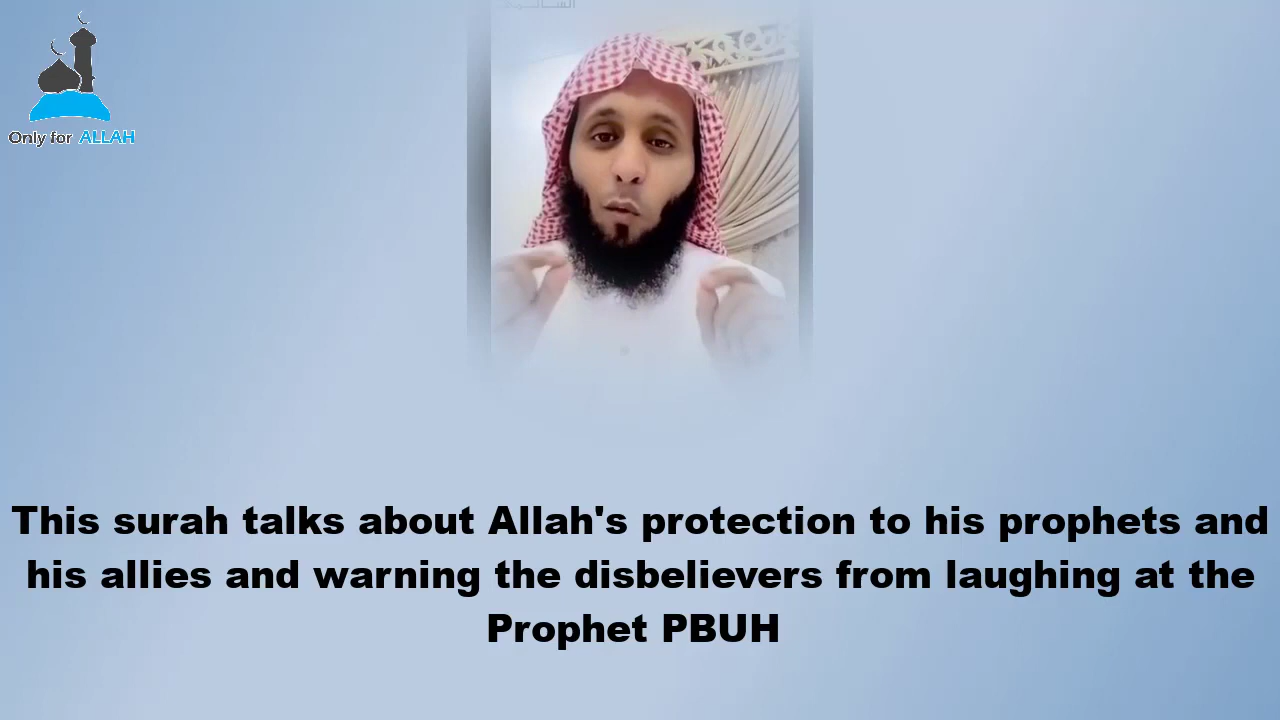 Only for ALLAH
This surah talks about Allah's protection to his prophets and
his allies and warning the disbelievers from laughing at the
Prophet PBUH